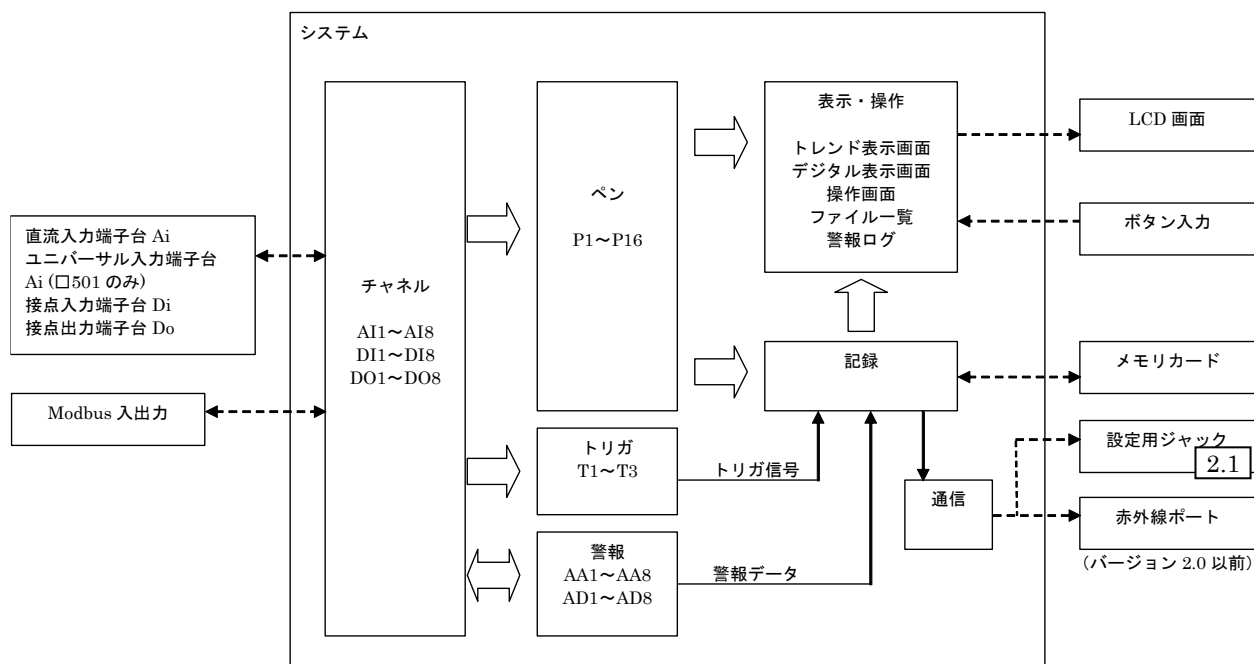 システム
直流入力端子台 Ai
ユニバーサル入力端子台
Ai (□501 のみ)
接点入力端子台 Di
接点出力端子台 Do
Modbus 入出力
チャネル
AI1～AI8
DI1～DI8
DO1～DO8
ペン
P1～P16
トリガ
T1～T3
トリガ信号
警報
AA1～AA8
AD1～AD8
警報データ
表示・操作
トレンド表示画面
デジタル表示画面
操作画面
ファイル一覧
警報ログ
記録
通信
LCD 画面
ボタン入力
メモリカード
設定用ジャック
2.1
赤外線ポート
(バージョン 2.0 以前)